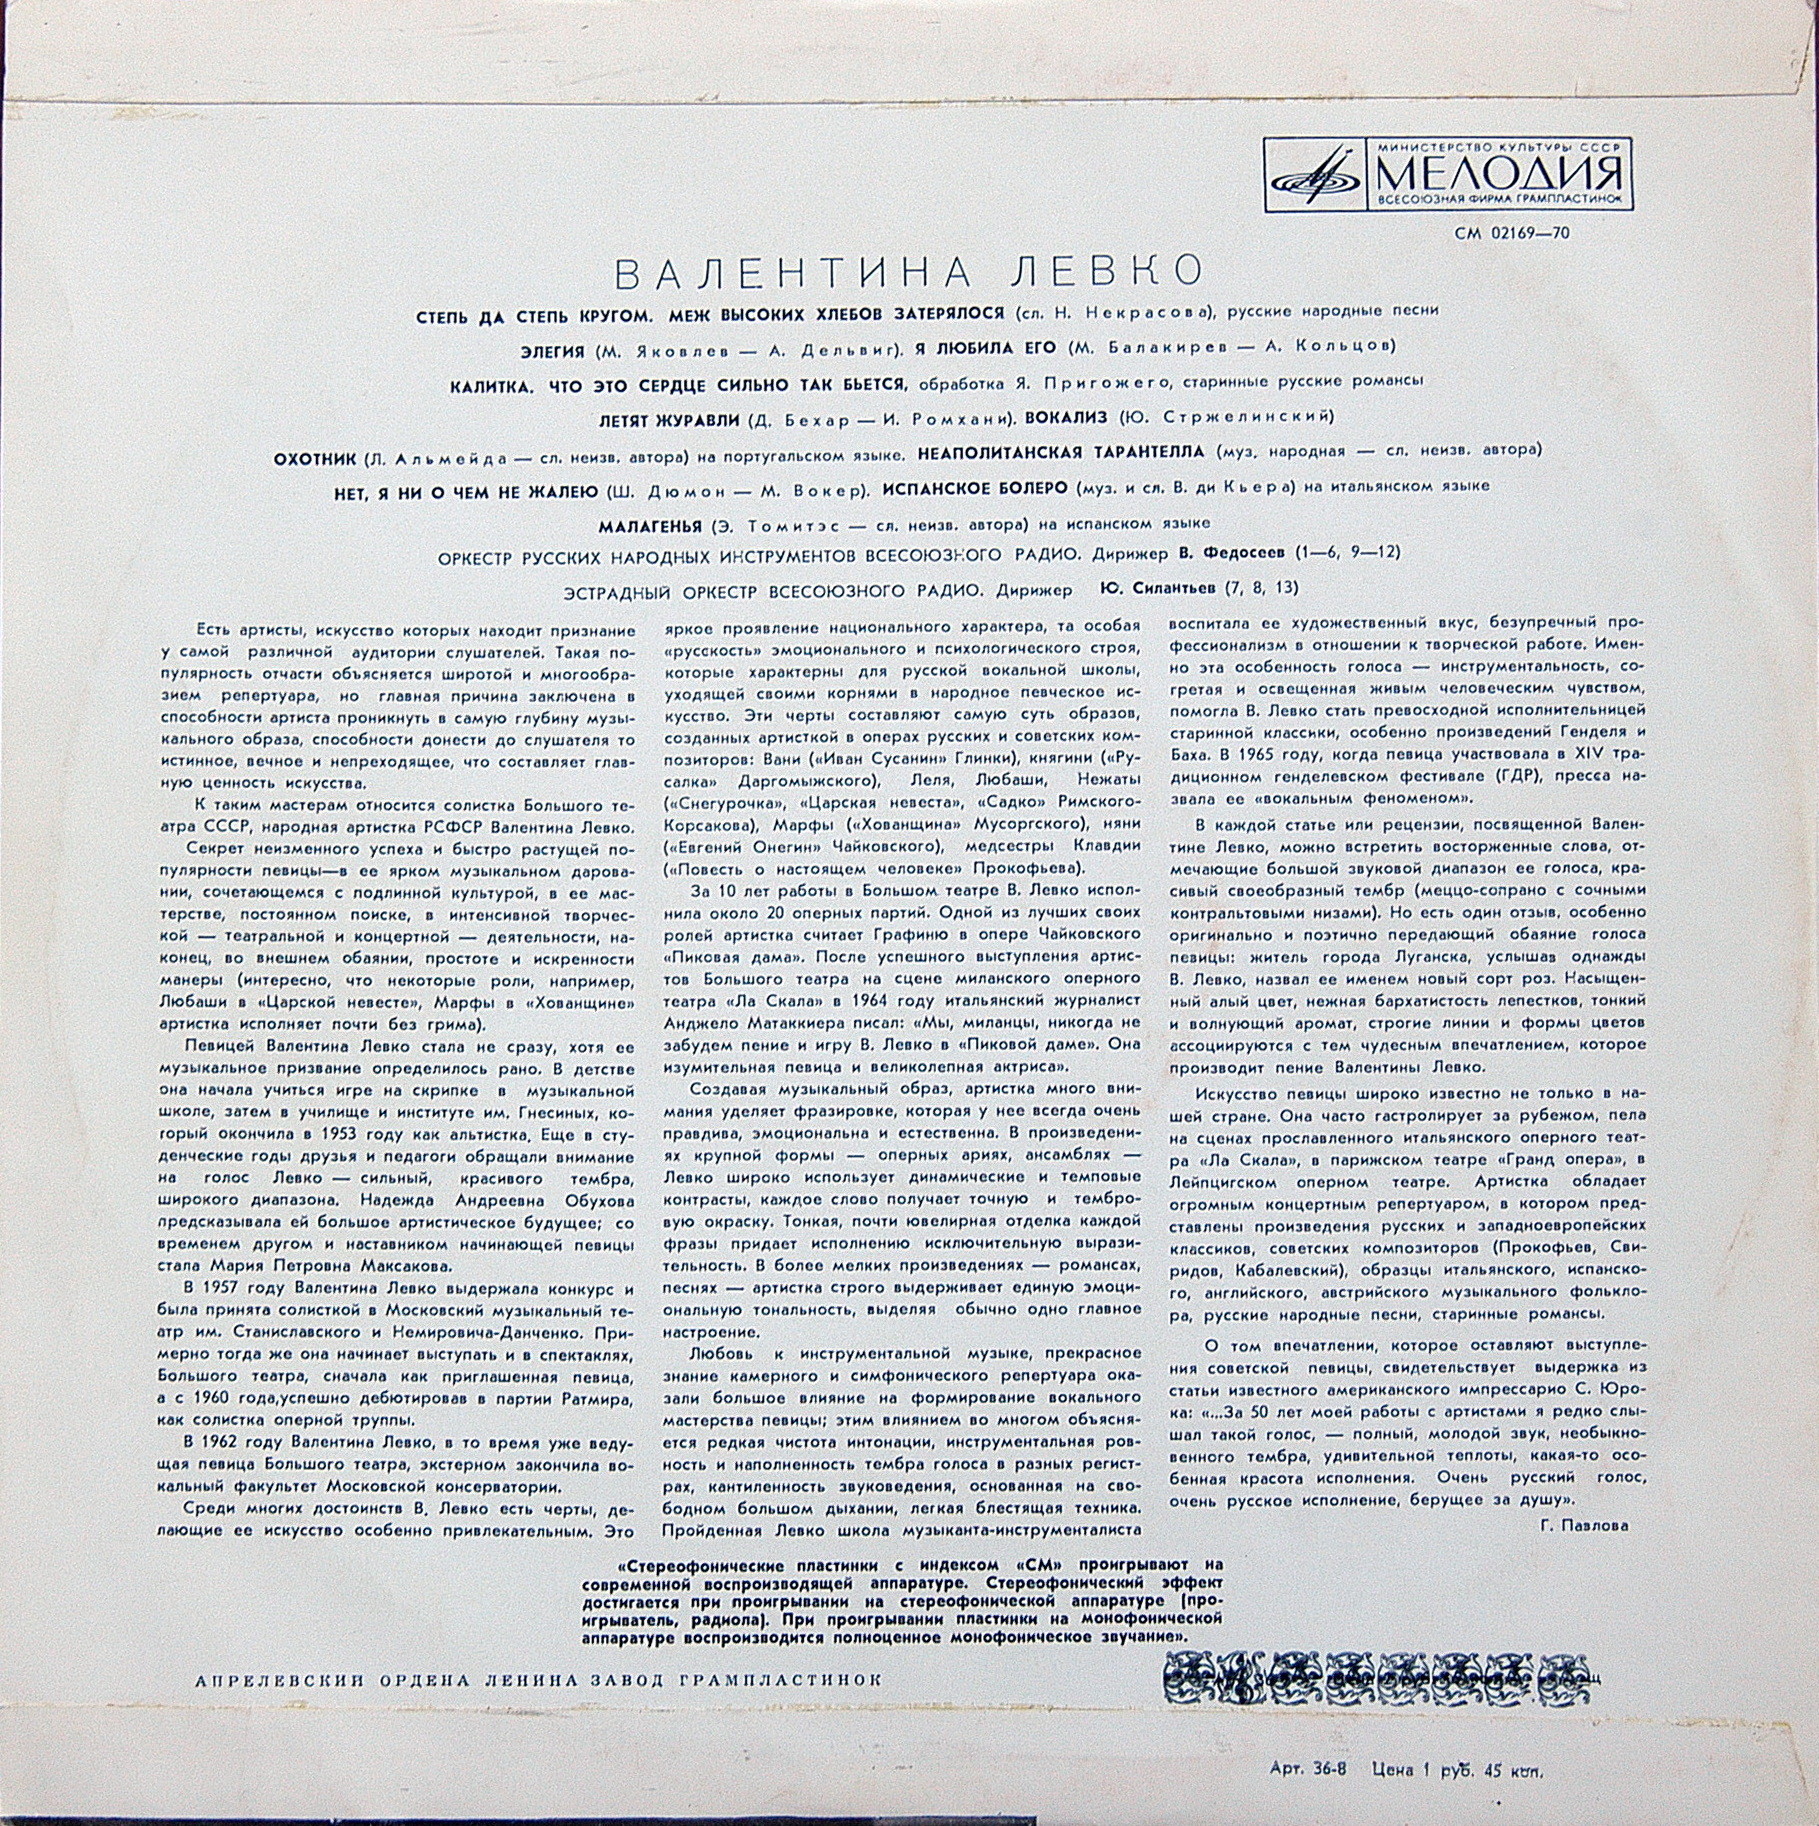 МИНИСТЕРСТВО КУЛЬТУРЫ СССР
МЕЛОДИЯ
ВСЕСОЮЗНАЯ ФИРМА ГРАМПЛАСТИНОК
СМ 02169—70
ВАЛЕНТИНА ЛЕВКО
СТЕПЬ ДА СТЕПЬ КРУГОМ. МЕЖ ВЫСОКИХ ХЛЕБОВ ЗАТЕРЯЛОСЯ (сл. Н. Некрасова), русские народные песни
ЭЛЕГИЯ (М. Яковлев — А. Дельвиг). Я ЛЮБИЛА ЕГО (М. Балакирев — А. Кольцов)
КАЛИТКА. ЧТО ЭТО СЕРДЦЕ СИЛЬНО ТАК БЬЕТСЯ, обработка Я. Пригожего, старинные русские романсы
ЛЕТЯТ ЖУРАВЛИ (Д. Бехар — И. Ромхани). ВОКАЛИЗ (Ю. Стржелинский)
ОХОТНИК (Л. Альмейда — сл. неизв. автора) на португальском языке. НЕАПОЛИТАНСКАЯ ТАРАНТЕЛЛА (муз. народная — сл. неизв. автора)
НЕТ, Я НИ О ЧЕМ НЕ ЖАЛЕЮ (Ш. Дюмон — М. Вокер). ИСПАНСКОЕ БОЛЕРО (муз. и сл. В. ди Кьера) на итальянском языке
МАЛАГЕНЬЯ (Э. Томитэс — сл. неизв. автора) на испанском языке
ОРКЕСТР РУССКИХ НАРОДНЫХ ИНСТРУМЕНТОВ ВСЕСОЮЗНОГО РАДИО. Дирижер В. Федосеев (1—6, 9—12)
ЭСТРАДНЫЙ ОРКЕСТР ВСЕСОЮЗНОГО РАДИО. Дирижер Ю. Силантьев (7, 8, 13)
Есть артисты, искусство которых находит признание
у самой различной аудитории слушателей. Такая по-
пулярность отчасти объясняется широтой и многообра-
зием репертуара, но главная причина заключена в
способности артиста проникнуть в самую глубину музы-
кального образа, способности донести до слушателя то
истинное, вечное и непреходящее, что составляет глав-
ную ценность искусства.
К таким мастерам относится солистка Большого те-
атра СССР, народная артистка РСФСР Валентина Левко.
Секрет неизменного успеха и быстро растущей по-
пулярности певицы—в ее ярком музыкальном дарова-
нии, сочетающемся с подлинной культурой, в ее мас-
терстве, постоянном поиске, в интенсивной творчес-
кой — театральной и концертной — деятельности, на-
конец, во внешнем обаянии, простоте и искренности
манеры (интересно, что некоторые роли, например,
Любаши в «Царской невесте», Марфы в «Хованщине»
артистка исполняет почти без грима).
Певицей Валентина Левко стала не сразу, хотя ее
музыкальное призвание определилось рано. В детстве
она начала учиться игре на скрипке в музыкальной
школе, затем в училище и институте им. Гнесиных, ко-
торый окончила в 1953 году как альтистка. Еще в сту-
денческие годы друзья и педагоги обращали внимание
на голос Левко — сильный, красивого тембра,
широкого диапазона. Надежда Андреевна Обухова
предсказывала ей большое артистическое будущее; со
временем другом и наставником начинающей певицы
стала Мария Петровна Максакова.
В 1957 году Валентина Левко выдержала конкурс и
была принята солисткой в Московский музыкальный те-
атр им. Станиславского и Немировича-Данченко. При-
мерно тогда же она начинает выступать и в спектаклях,
Большого театра, сначала как приглашенная певица,
а с 1960 года,успешно дебютировав в партии Ратмира,
как солистка оперной труппы.
В 1962 году Валентина Левко, в то время уже веду-
щая певица Большого театра, экстерном закончила во-
кальный факультет Московской консерватории.
Среди многих достоинств В. Левко есть черты, де-
лающие ее искусство особенно привлекательным. Это
яркое проявление национального характера, та особая
«русскость» эмоционального и психологического строя,
которые характерны для русской вокальной школы,
уходящей своими корнями в народное певческое ис-
кусство. Эти черты составляют самую суть образов,
созданных артисткой в операх русских и советских ком-
позиторов: Вани («Иван Сусанин» Глинки), княгини («Ру-
салка» Даргомыжского), Леля, Любаши, Нежаты
(«Снегурочка», «Царская невеста», «Садко» Римского-
Корсакова), Марфы («Хованщина» Мусоргского), няни
(«Евгений Онегин» Чайковского), медсестры Клавдии
(«Повесть о настоящем человеке» Прокофьева).
За 10 лет работы в Большом театре В. Левко испол-
нила около 20 оперных партий. Одной из лучших своих
ролей артистка считает Графиню в опере Чайковского
«Пиковая дама». После успешного выступления артис-
тов Большого театра на сцене миланского оперного
театра «Ла Скала» в 1964 году итальянский журналист
Анджело Матаккиера писал: «Мы, миланцы, никогда не
забудем пение и игру В. Левко в «Пиковой даме». Она
изумительная певица и великолепная актриса».
Создавая музыкальный образ, артистка много вни-
мания уделяет фразировке, которая у нее всегда очень
правдива, эмоциональна и естественна. В произведени-
ях крупной формы — оперных ариях, ансамблях —
Левко широко использует динамические и темповые
контрасты, каждое слово получает точную и тембро-
вую окраску. Тонкая, почти ювелирная отделка каждой
фразы придает исполнению исключительную вырази-
тельность. В более мелких произведениях — романсах,
песнях — артистка строго выдерживает единую эмоци-
ональную тональность, выделяя обычно одно главное
настроение.
Любовь к инструментальной музыке, прекрасное
знание камерного и симфонического репертуара ока-
зали большое влияние на формирование вокального
мастерства певицы; этим влиянием во многом объясня-
ется редкая чистота интонации, инструментальная ров-
ность и наполненность тембра голоса в разных регист-
рах, кантиленность звуковедения, основанная на сво-
бодном большом дыхании, легкая блестящая техника.
Пройденная Левко школа музыканта-инструменталиста
воспитала ее художественный вкус, безупречный про-
фессионализм в отношении к творческой работе. Имен-
но эта особенность голоса — инструментальность, со-
гретая и освещенная живым человеческим чувством,
помогла В. Левко стать превосходной исполнительницей
старинной классики, особенно произведений Генделя и
Баха. В 1965 году, когда певица участвовала в XIV тра-
диционном генделевском фестивале (ГДР), пресса на-
звала ее «вокальным феноменом».
В каждой статье или рецензии, посвященной Вален-
тине Левко, можно встретить восторженные слова, от-
мечающие большой звуковой диапазон ее голоса, кра-
сивый своеобразный тембр (меццо-сопрано с сочными
контральтовыми низами). Но есть один отзыв, особенно
оригинально и поэтично передающий обаяние голоса
певицы: житель города Луганска, услышав однажды
В. Левко, назвал ее именем новый сорт роз. Насыщен-
ный алый цвет, нежная бархатистость лепестков, тонкий
и волнующий аромат, строгие линии и формы цветов
ассоциируются с тем чудесным впечатлением, которое
производит пение Валентины Левко.
Искусство певицы широко известно не только в на-
шей стране. Она часто гастролирует за рубежом, пела
на сценах прославленного итальянского оперного теат-
ра «Ла Скала», в парижском театре «Гранд опера», в
Лейпцигском оперном театре. Артистка обладает
огромным концертным репертуаром, в котором пред-
ставлены произведения русских и западноевропейских
классиков, советских композиторов (Прокофьев, Сви-
ридов, Кабалевский), образцы итальянского, испанско-
го, английского, австрийского музыкального фолькло-
ра, русские народные песни, старинные романсы.
О том впечатлении, которое оставляют выступле-
ния советской певицы, свидетельствует выдержка из
статьи известного американского импрессарио С. Юро-
ка: «...За 50 лет моей работы с артистами я редко слы-
шал такой голос, — полный, молодой звук, необыкно-
венного тембра, удивительной теплоты, какая-то осо-
бенная красота исполнения. Очень русский голос,
очень русское исполнение, берущее за душу».
Г. Павлова
«Стереофонические пластинки с индексом «СМ» проигрывают на
современной воспроизводящей аппаратуре. Стереофонический эффект
достигается при проигрывании на стереофонической аппаратуре (про-
игрыватель, радиола). При проигрывании пластинки на монофонической
аппаратуре воспроизводится полноценное монофоническое звучание».
АПРЕЛЕВСКИЙ ОРДЕНА ЛЕНИНА ЗАВОД ГРАМПЛАСТИНОК
Арт. 36-8 Цена 1 руб. 45 коп.